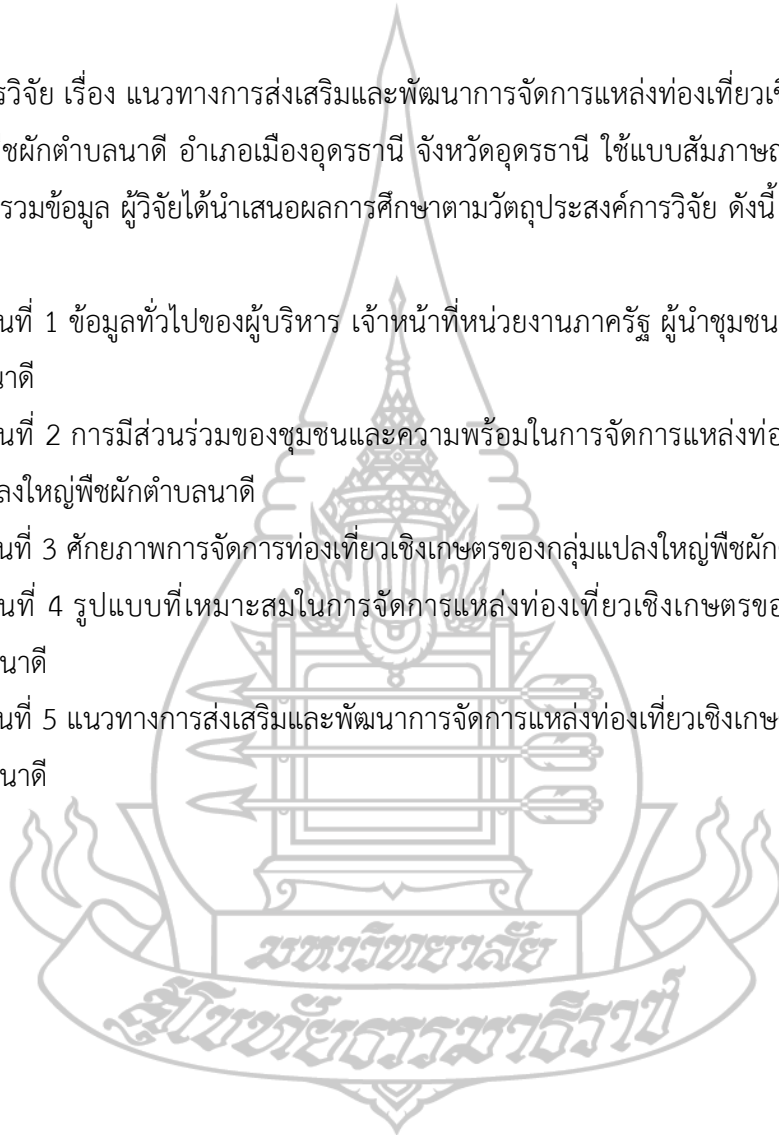 รวิจัย เรื่อง แนวทางการส่งเสริมและพัฒนาการจัดการแหล่งท่องเที่ยวเชิ
ชผักตำบลนาดี อำเภอเมืองอุดรธานี จังหวัดอุดรธานี ใช้แบบสัมภาษณ
รวมข้อมูล ผู้วิจัยได้นำเสนอผลการศึกษาตามวัตถุประสงค์การวิจัย ดังนี้
นที่ 1 ข้อมูลทั่วไปของผู้บริหาร เจ้าหน้าที่หน่วยงานภาครัฐ ผู้นำชุมชน
นาดี
นที่ 2 การมีส่วนร่วมของชุมชนและความพร้อมในการจัดการแหล่งท่อ
ลงใหญ่พืชผักตำบลนาดี
นที่ 3 ศักยภาพการจัดการท่องเที่ยวเชิงเกษตรของกลุ่มแปลงใหญ่พืชผัก
นที่ 4 รูปแบบที่เหมาะสมในการจัดการแหล่งท่องเที่ยวเชิงเกษตรขอ
นาดี
นที่ 5 แนวทางการส่งเสริมและพัฒนาการจัดการแหล่งท่องเที่ยวเชิงเกษ
นาดี
มหาวิทยาลัย
สุโขทัยธรรมาธิราช